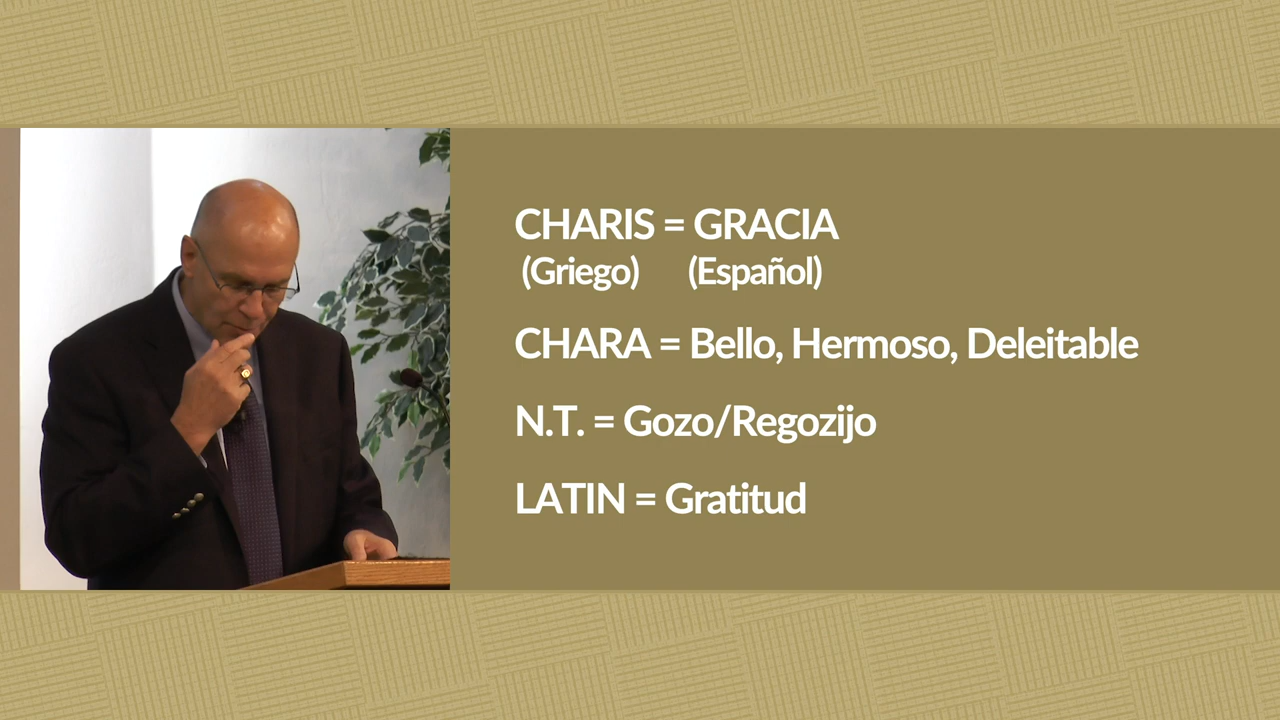 CHARIS = GRACIA
(Griego) (Español)
CHARA = Bello, Hermoso, Deleitable
N.T. = Gozo/Regozijo
LATIN = Gratitud